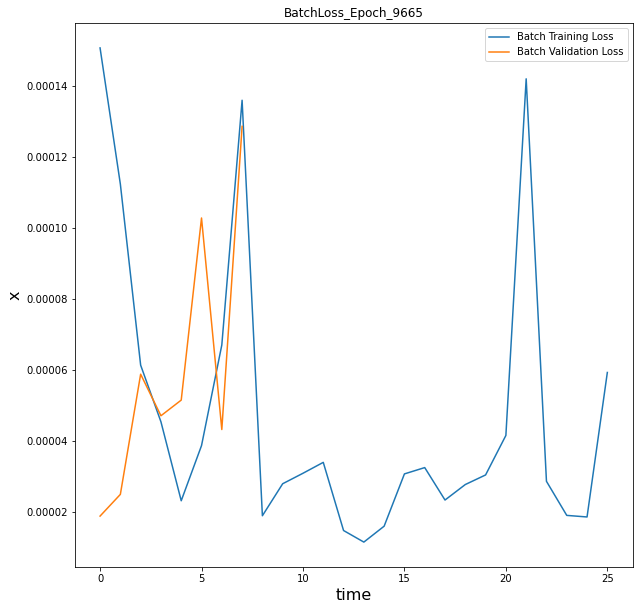 BatchLoss_Epoch_9665
Batch Training Loss
Batch Validation Loss
0.00014
0.00012
0.00010
0.00008
0.00006
0.00004
0.00002
x
0 5 10 15 20 25
time